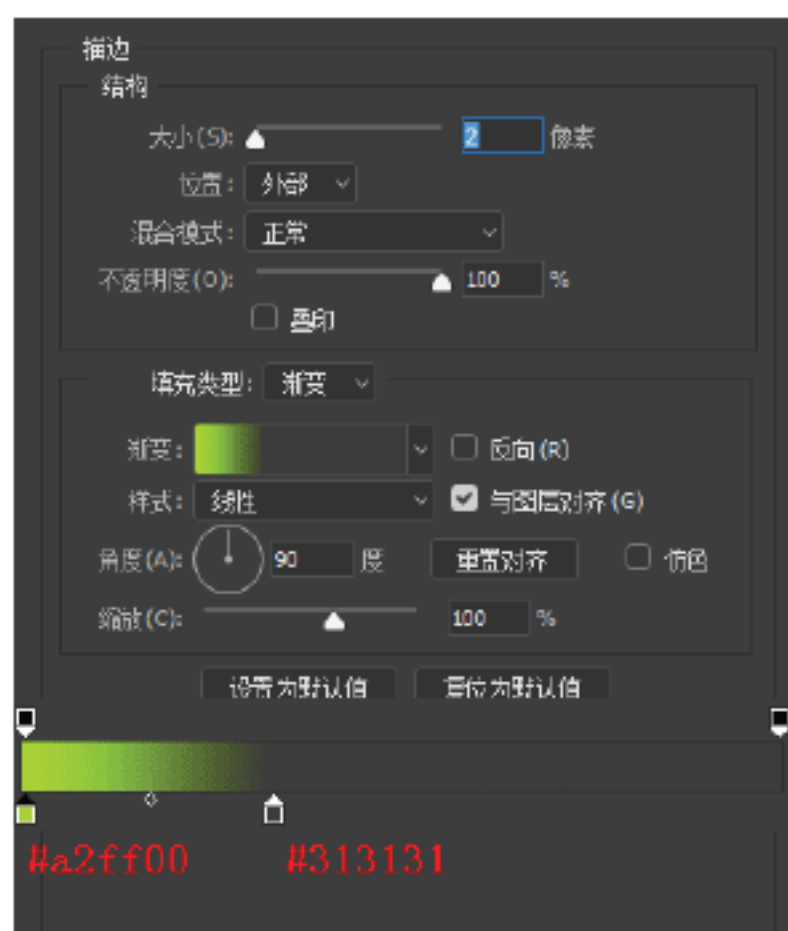 描边
结构
大小(S): 2 像素
位置: 外部
混合模式: 正常
不透明度(O): 100 %
叠印
填充类型: 渐变
渐变: 反向(R)
样式: 线性 与图层对齐(G)
角度(A): 90 度 重置对齐 仿色
缩放(C): 100 %
设置为默认值 复位为默认值
#a2ff00 #313131